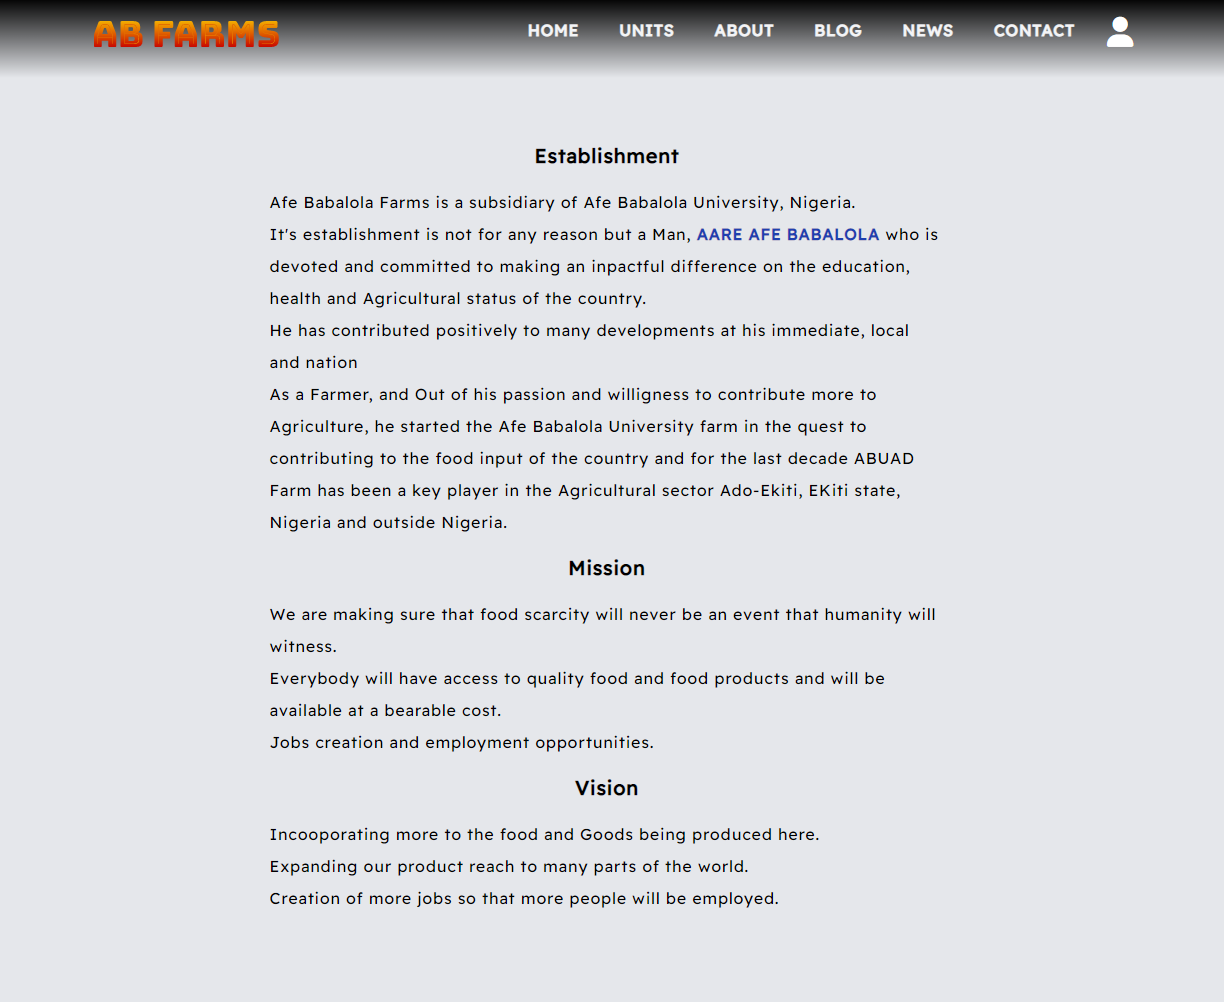 AB FARMS
HOME UNITS ABOUT BLOG NEWS CONTACT
Establishment
Afe Babalola Farms is a subsidiary of Afe Babalola University, Nigeria.
It's establishment is not for any reason but a Man, AARE AFE BABALOLA who is
devoted and committed to making an inpactful difference on the education,
health and Agricultural status of the country.
He has contributed positively to many developments at his immediate, local
and nation
As a Farmer, and Out of his passion and willigness to contribute more to
Agriculture, he started the Afe Babalola University farm in the quest to
contributing to the food input of the country and for the last decade ABUAD
Farm has been a key player in the Agricultural sector Ado-Ekiti, EKiti state,
Nigeria and outside Nigeria.
Mission
We are making sure that food scarcity will never be an event that humanity will
witness.
Everybody will have access to quality food and food products and will be
available at a bearable cost.
Jobs creation and employment opportunities.
Vision
Incooporating more to the food and Goods being produced here.
Expanding our product reach to many parts of the world.
Creation of more jobs so that more people will be employed.